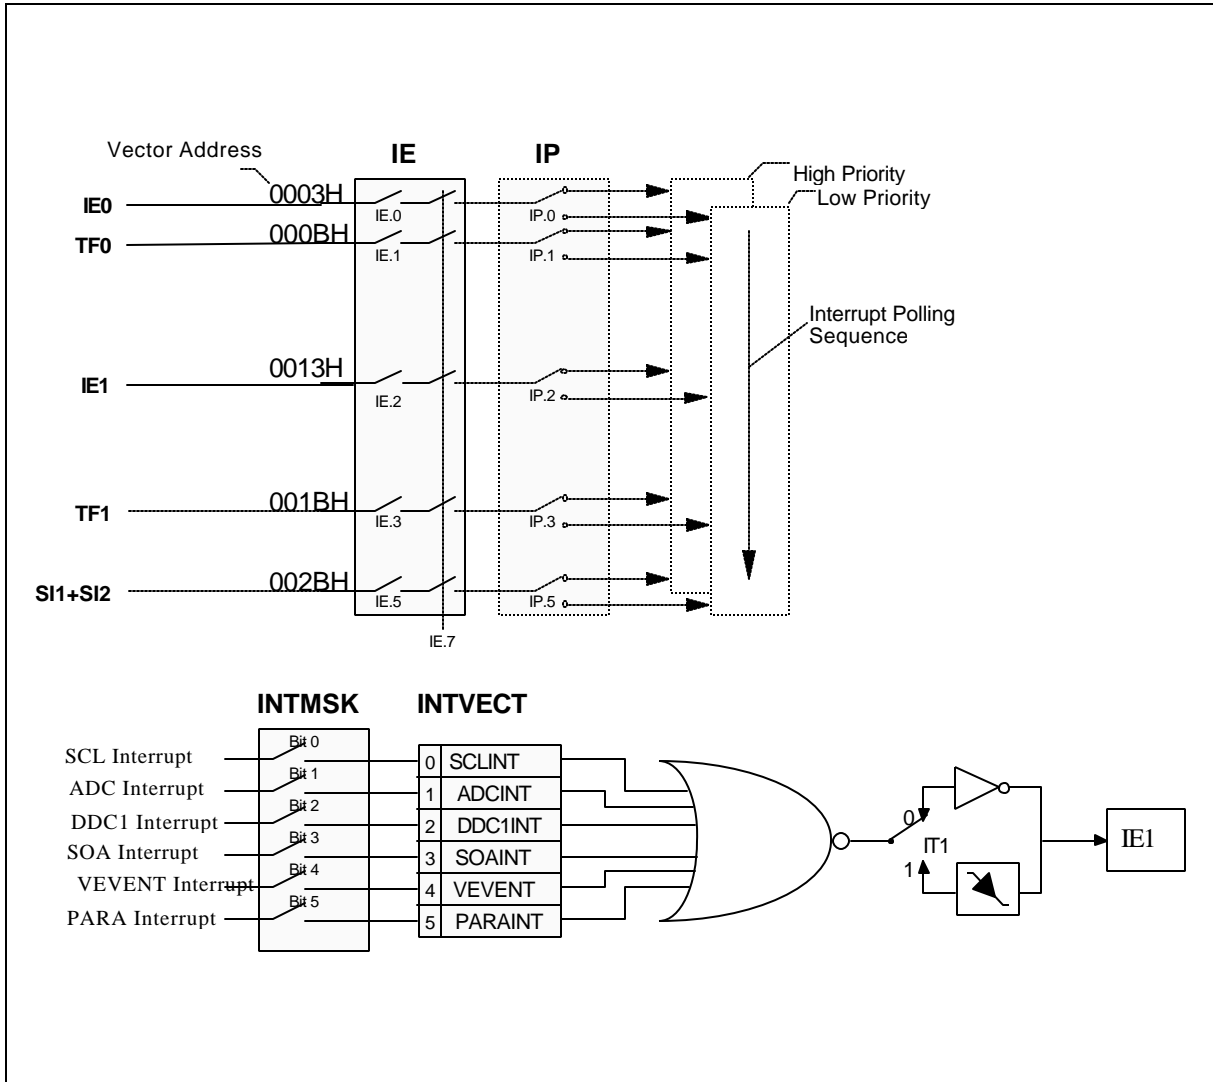 Vector Address
IE
IP
High Priority
Low Priority
IE0
0003H
IE.0
IP.0
TF0
000BH
IE.1
IP.1
Interrupt Polling
Sequence
IE1
0013H
IE.2
IP.2
TF1
001BH
IE.3
IP.3
SI1+SI2
002BH
IE.5
IP.5
IE.7
INTMSK
INTVECT
SCL Interrupt
Bit 0
0 SCLINT
ADC Interrupt
Bit 1
1 ADCINT
DDC1 Interrupt
Bit 2
2 DDC1INT
SOA Interrupt
Bit 3
3 SOAINT
VEVENT Interrupt
Bit 4
4 VEVENT
PARA Interrupt
Bit 5
5 PARAINT
0
IT1
1
IE1